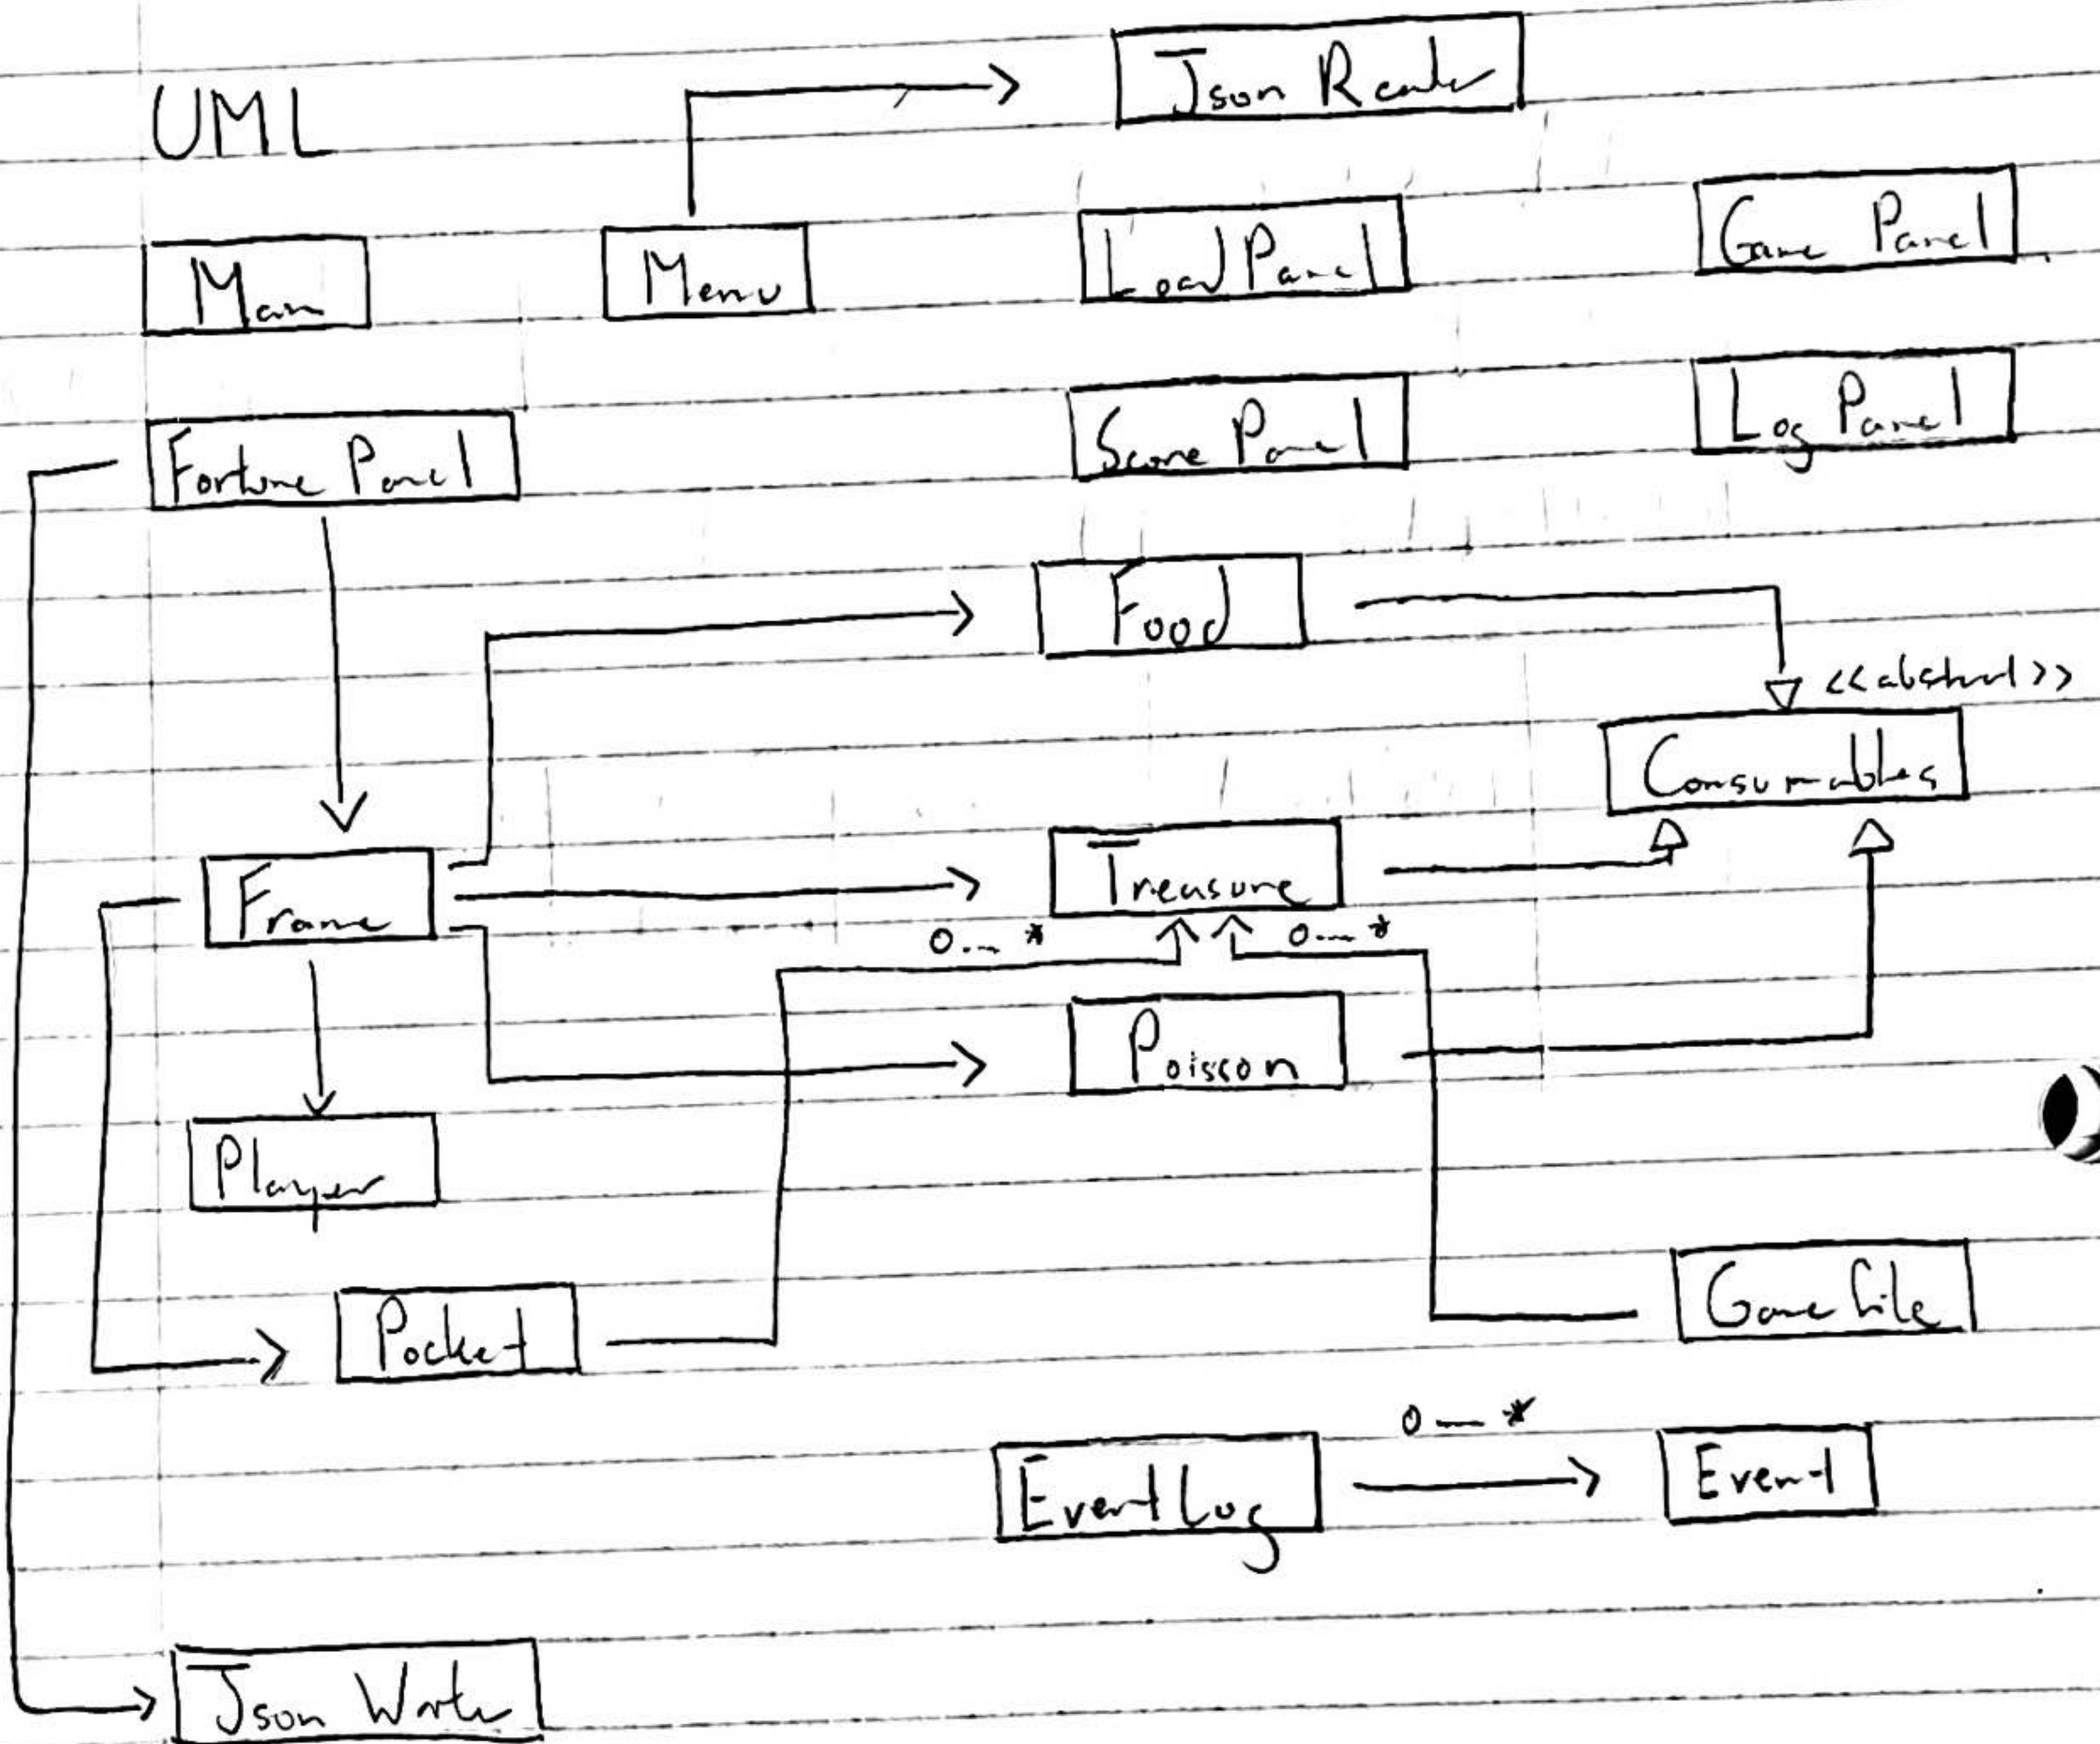 UML
Json Reader
Main
Menu
Load Panel
Game Panel
Fortune Panel
Score Panel
Log Panel
Food
<<abstract>>
Consumables
Frame
Treasure
0..*
0..*
Poisson
Player
Pocket
Game file
0..*
Event Log
Event
Json Writer